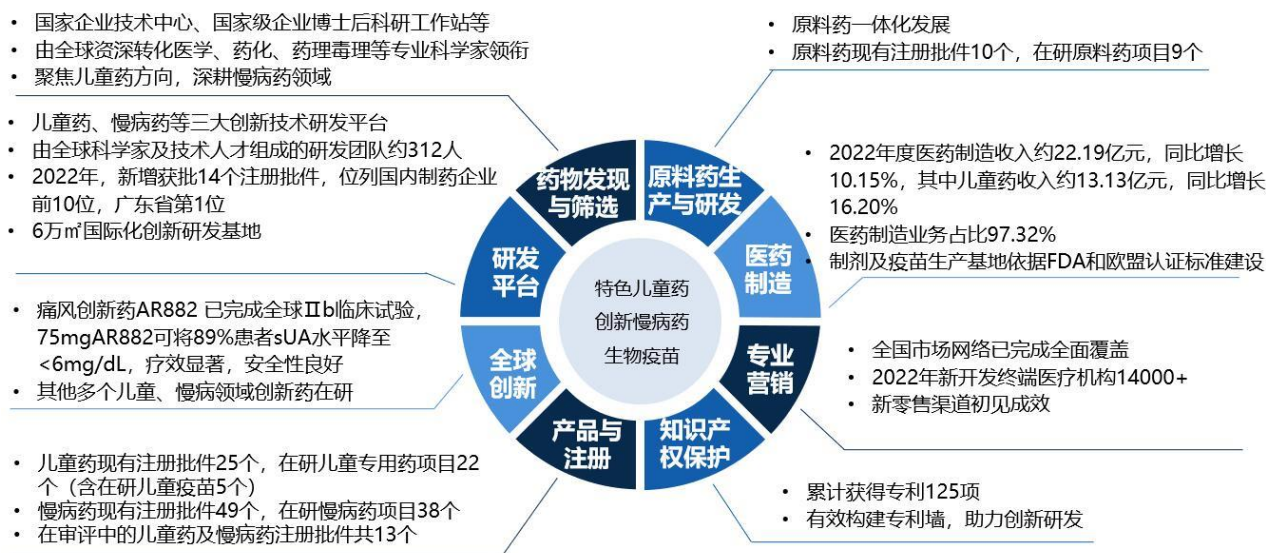 • 国家企业技术中心、国家级企业博士后科研工作站等
• 由全球资深转化医学、药化、药理毒理等专业科学家领衔
• 聚焦儿童药方向，深耕慢病药领域
• 原料药一体化发展
• 原料药现有注册批件10个，在研原料药项目9个
• 儿童药、慢病药等三大创新技术研发平台
• 由全球科学家及技术人才组成的研发团队约312人
• 2022年，新增获批14个注册批件，位列国内制药企业
前10位，广东省第1位
• 6万㎡国际化创新研发基地
• 2022年度医药制造收入约22.19亿元，同比增长
10.15%，其中儿童药收入约13.13亿元，同比增长
16.20%
• 医药制造业务占比97.32%
• 制剂及疫苗生产基地依据FDA和欧盟认证标准建设
药物发现
与筛选
原料药生
产与研发
研发
平台
医药
制造
特色儿童药
创新慢病药
生物疫苗
全球
创新
专业
营销
产品与
注册
知识产
权保护
• 痛风创新药AR882 已完成全球Ⅱb临床试验，
75mgAR882可将89%患者sUA水平降至
<6mg/dL，疗效显著，安全性良好
• 其他多个儿童、慢病领域创新药在研
• 全国市场网络已完成全面覆盖
• 2022年新开发终端医疗机构14000+
• 新零售渠道初见成效
• 儿童药现有注册批件25个，在研儿童专用药项目22
个（含在研儿童疫苗5个）
• 慢病药现有注册批件49个，在研慢病药项目38个
• 在审评中的儿童药及慢病药注册批件共13个
• 累计获得专利125项
• 有效构建专利墙，助力创新研发